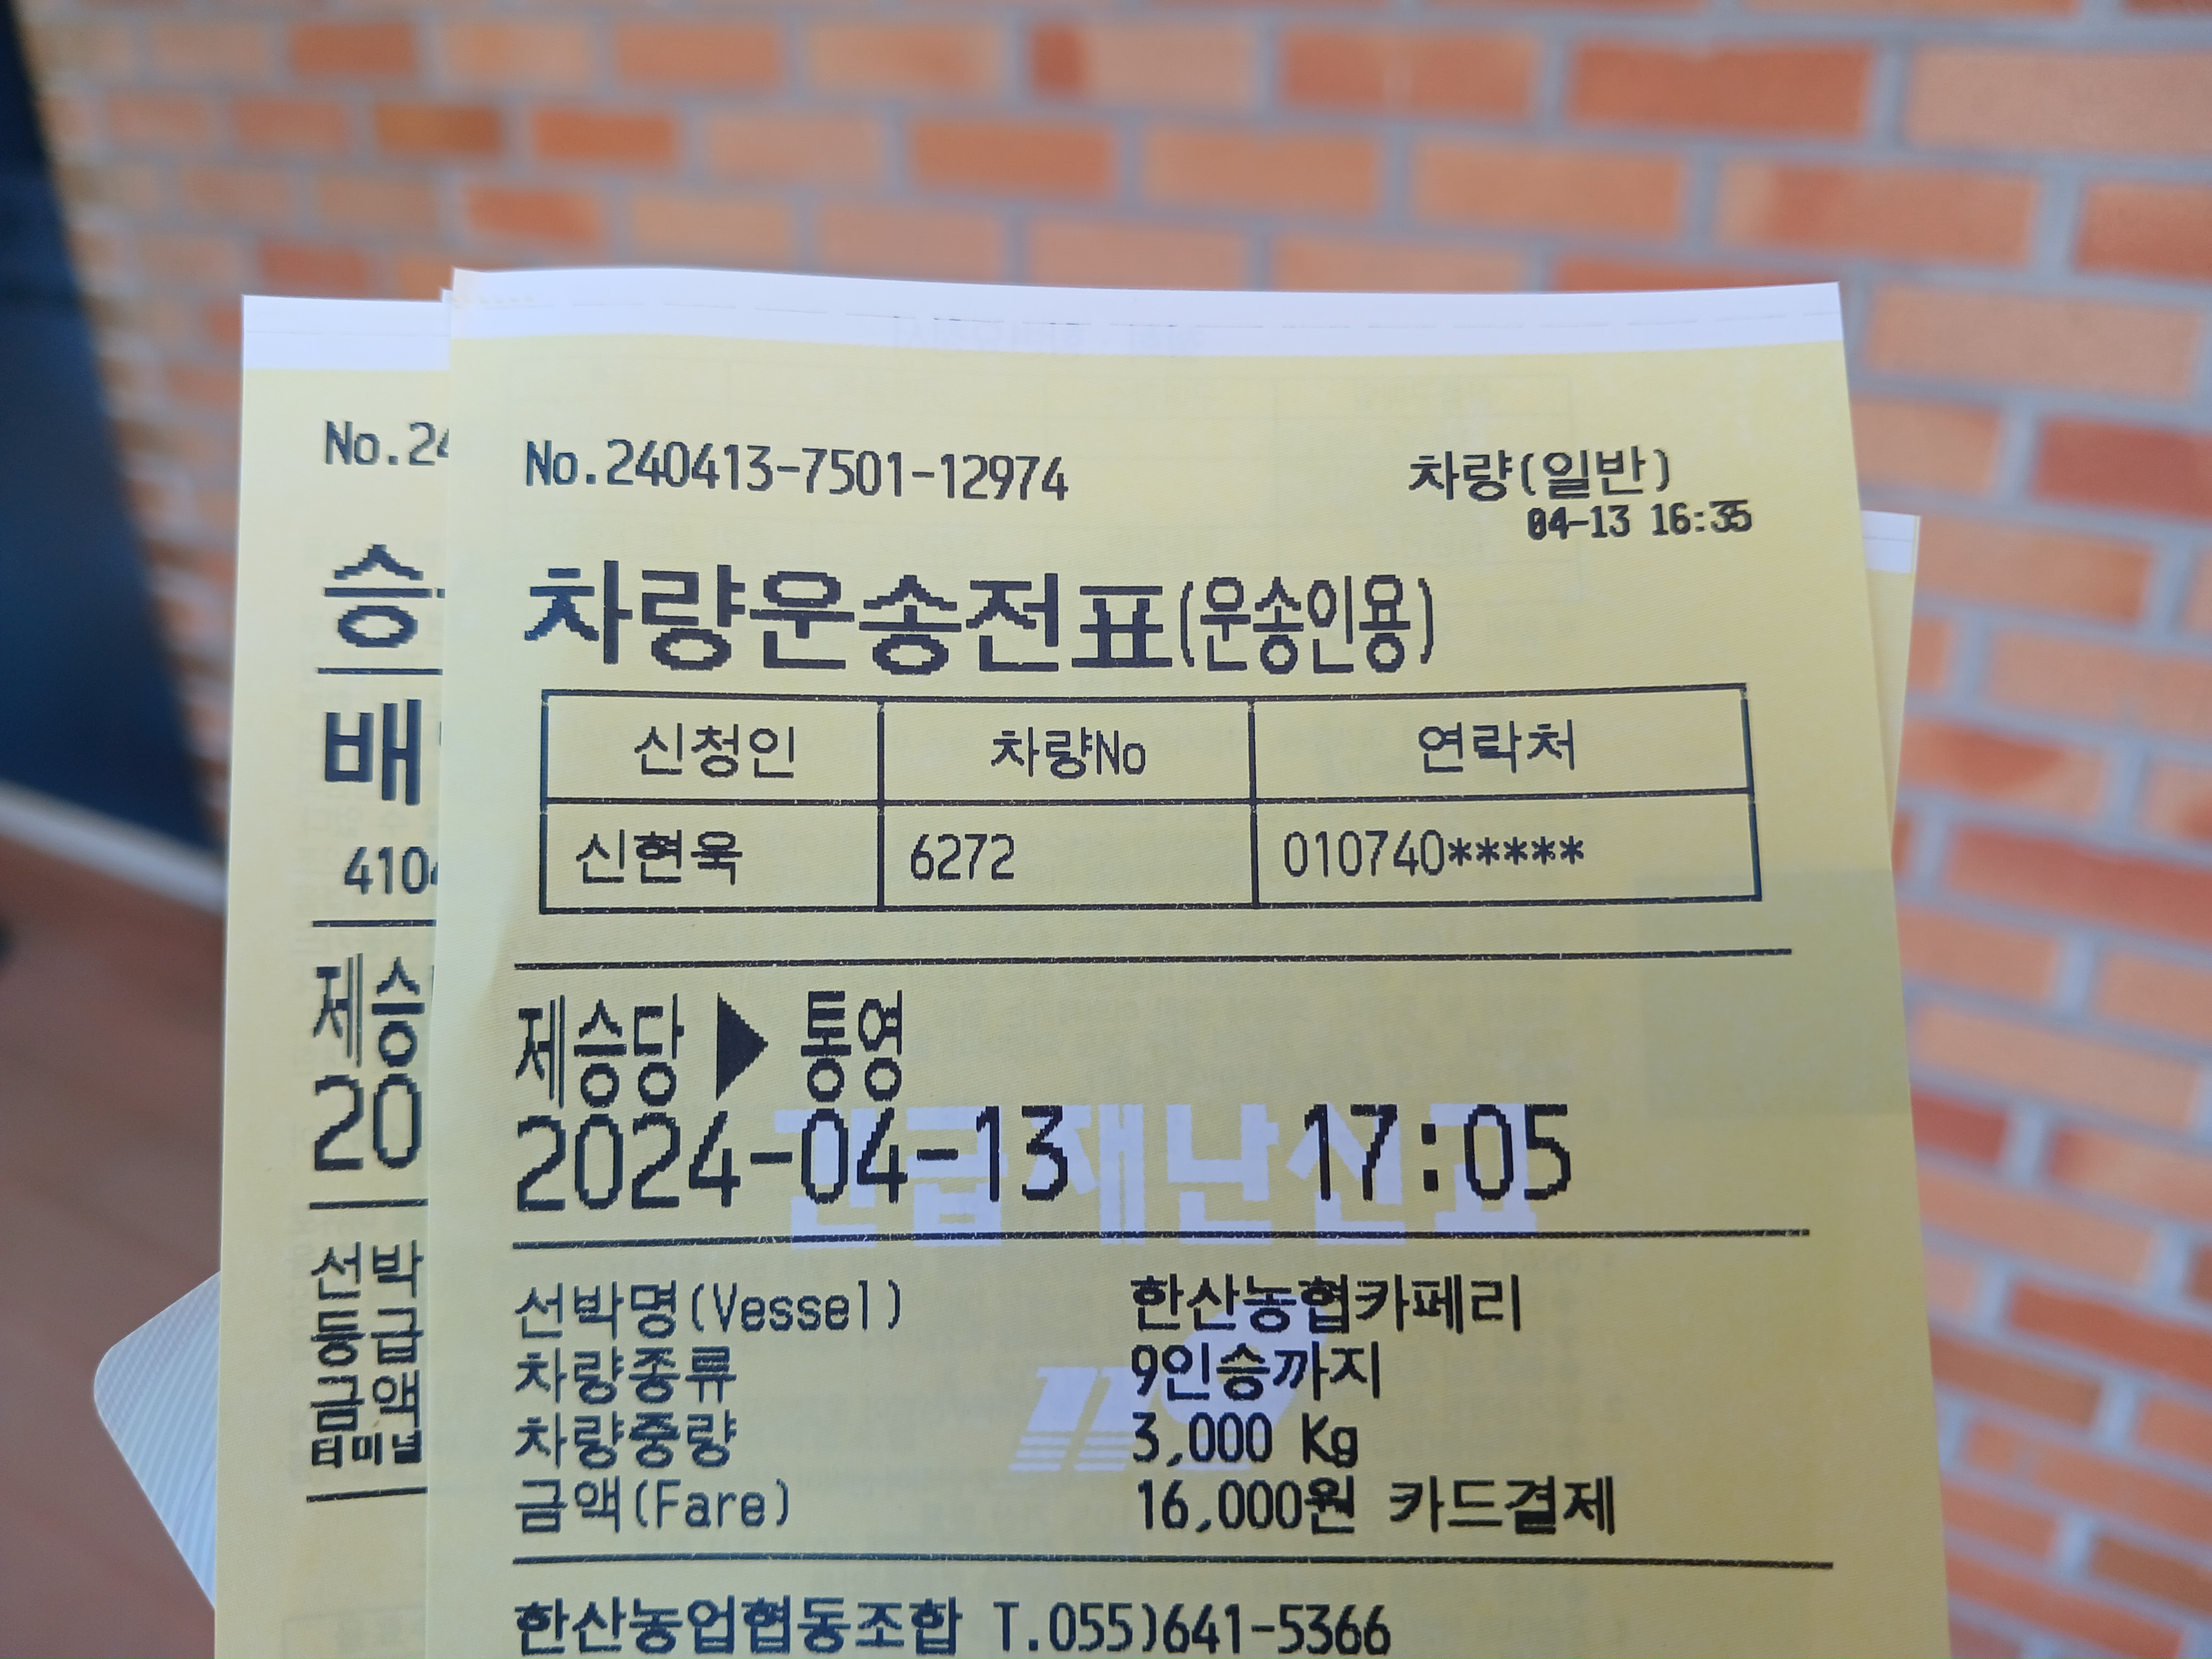 No.24
승
배
410
제승
20
선박
등급
금액
터미널
No.240413-7501-12974
차량(일반)
04-13 16:35
차량운송전표(운송인용)
신청인 차량No 연락처
신현욱 6272 010740*****
제승당 ▶ 통영
2024-04-13 17:05
긴급재난신고
선박명(Vessel) 한산농협카페리
차량종류 9인승까지
차량중량 3,000 Kg
금액(Fare) 16,000원 카드결제
한산농업협동조합 T.055)641-5366